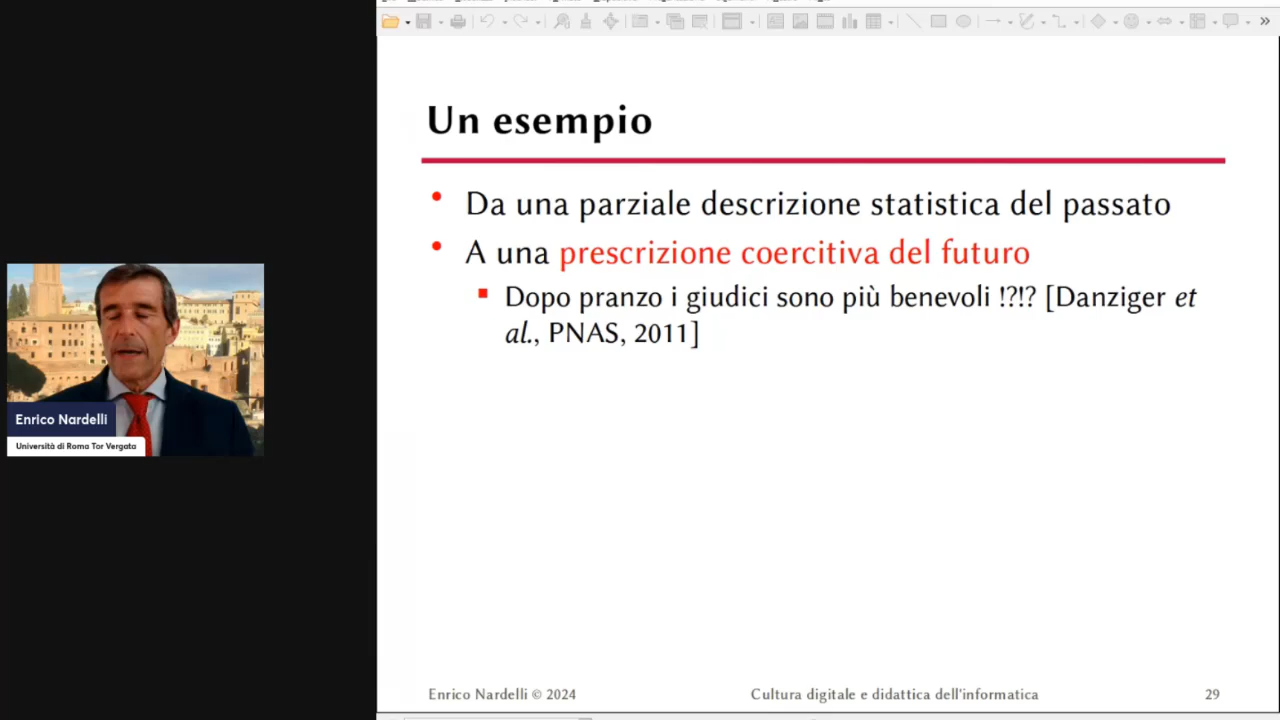 Un esempio
• Da una parziale descrizione statistica del passato
• A una prescrizione coercitiva del futuro
▪ Dopo pranzo i giudici sono più benevoli !?!? [Danziger et
al., PNAS, 2011]
Enrico Nardelli
Università di Roma Tor Vergata
Enrico Nardelli © 2024
Cultura digitale e didattica dell'informatica
29